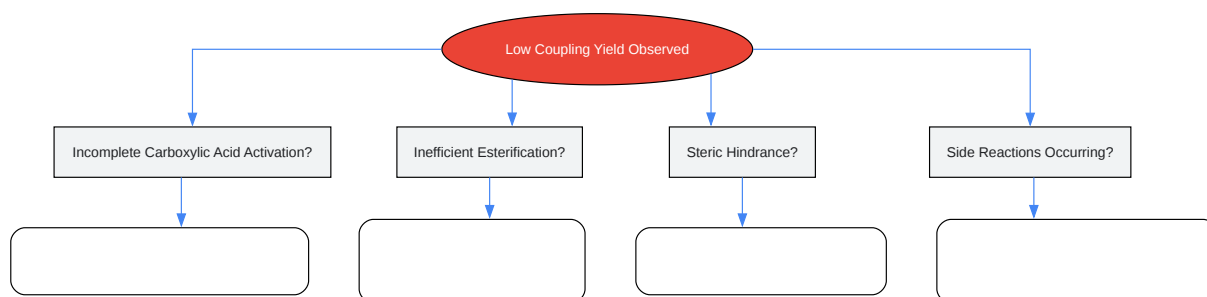 Low Coupling Yield Observed
Incomplete Carboxylic Acid Activation?
Inefficient Esterification?
Steric Hindrance?
Side Reactions Occurring?